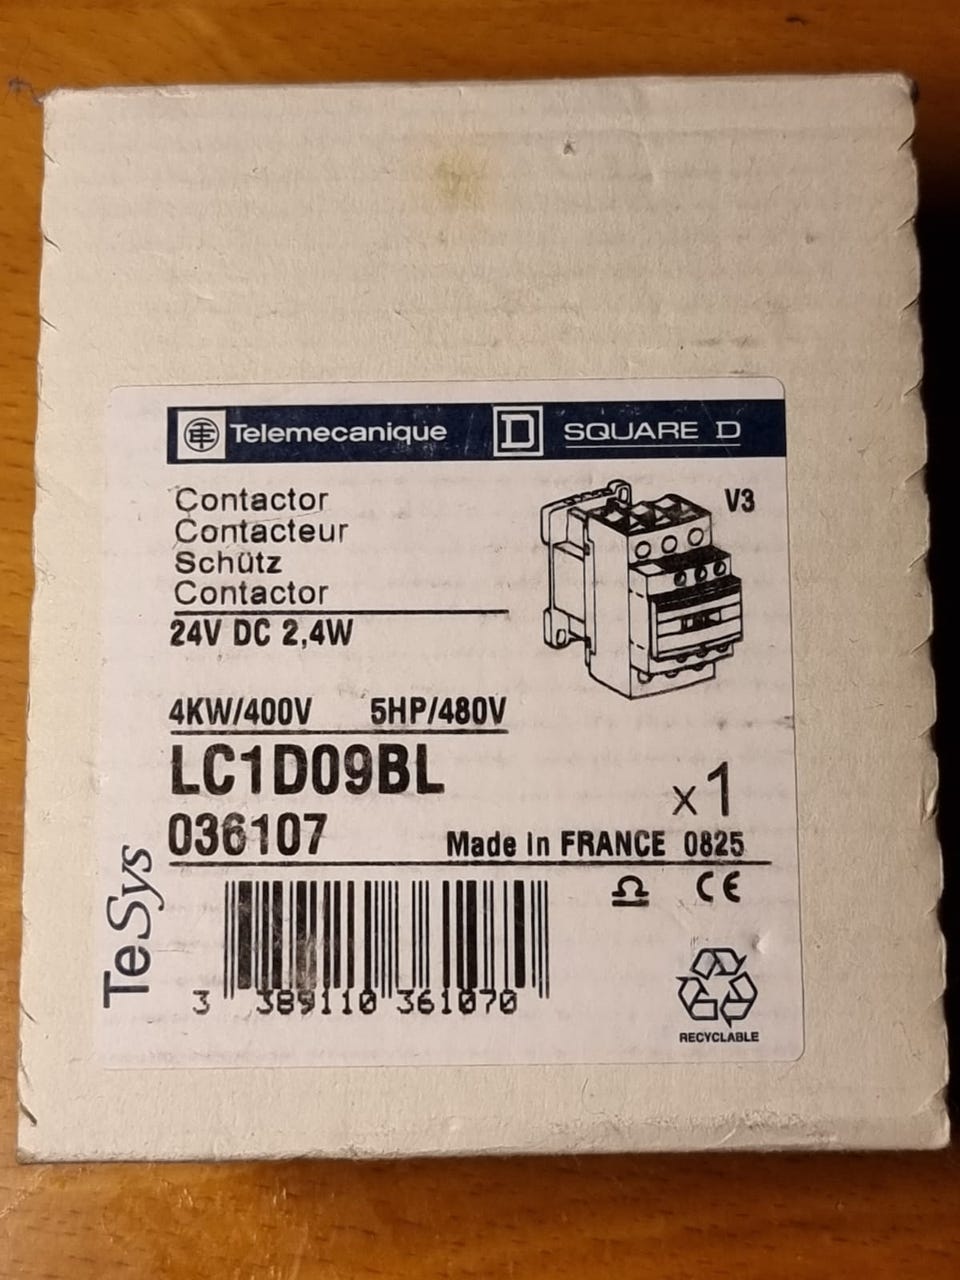 Telemecanique SQUARE D
Contactor
Contacteur
Schütz
Contactor
V3
24V DC 2,4W
4KW/400V 5HP/480V
LC1D09BL
x1
036107
Made in FRANCE 0825
CE
TeSys
3 389110 361070
RECYCLABLE